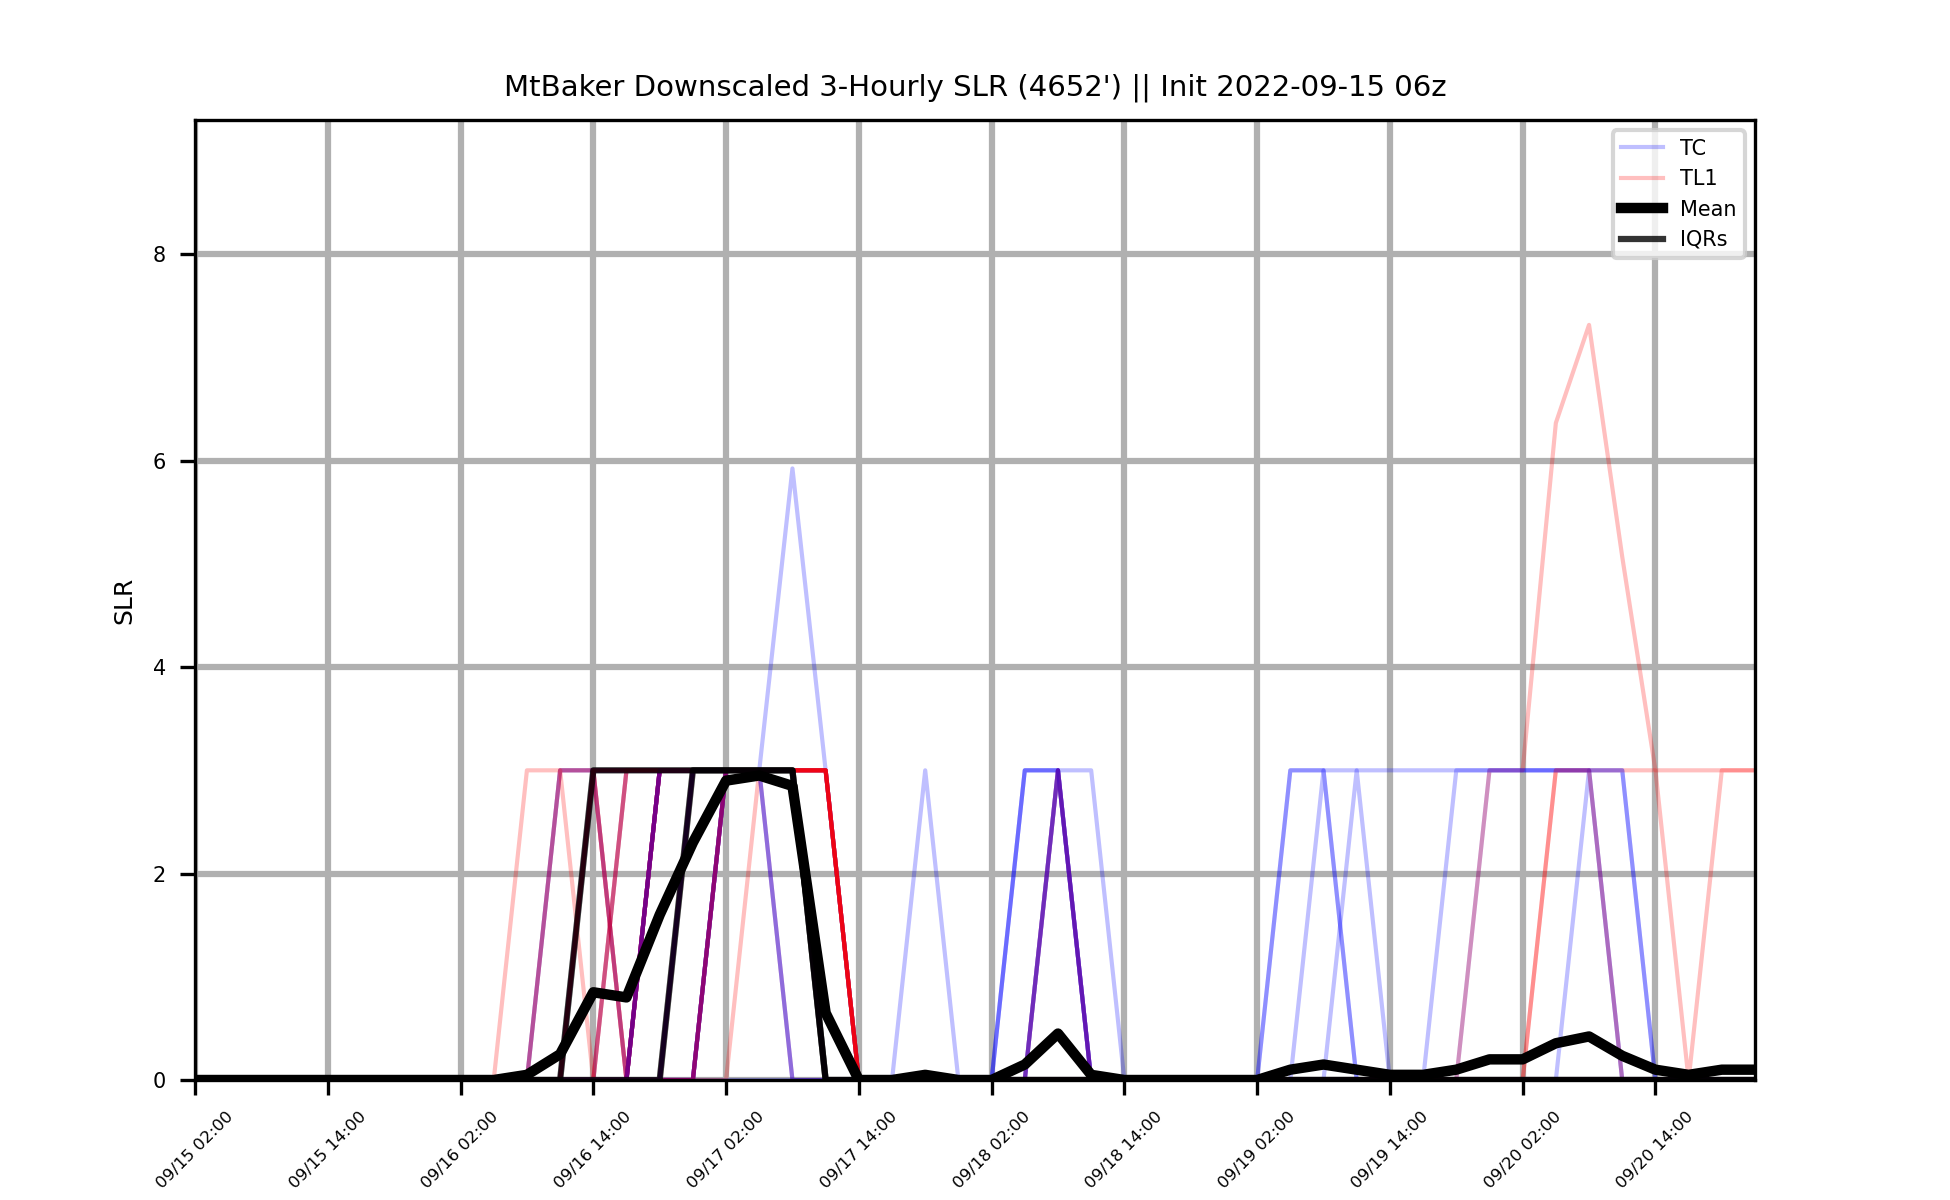 MtBaker Downscaled 3-Hourly SLR (4652') || Init 2022-09-15 06z
TC
TL1
Mean
IQRs
SLR
8
6
4
2
0
09/15 02:00
09/15 14:00
09/16 02:00
09/16 14:00
09/17 02:00
09/17 14:00
09/18 02:00
09/18 14:00
09/19 02:00
09/19 14:00
09/20 02:00
09/20 14:00